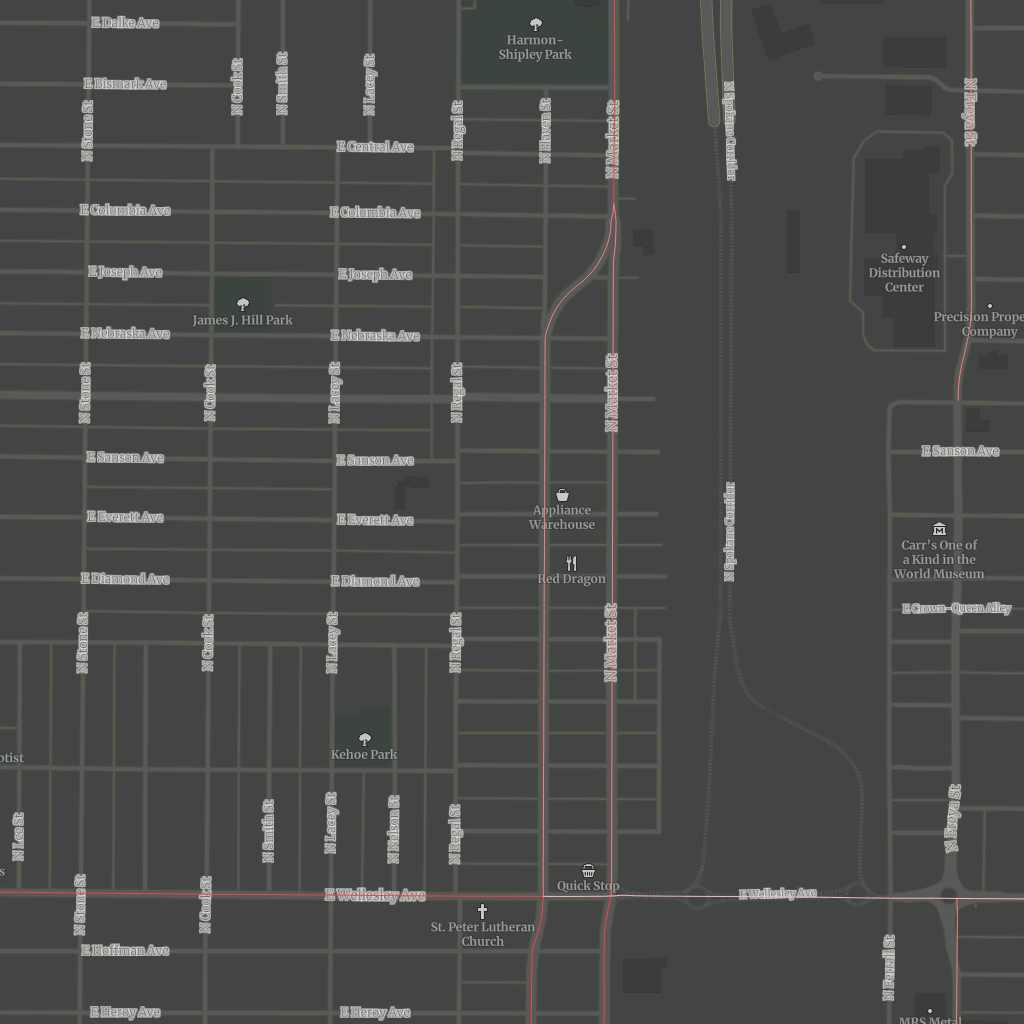 E Dalke Ave
Harmon-
Shipley Park
E Bismark Ave
N Cook St
N Smith St
N Lacey St
N Stone St
N Regal St
N Haven St
N Market St
N Spokane Corridor
N Freya St
E Central Ave
E Columbia Ave
E Columbia Ave
Safeway
Distribution
Center
E Joseph Ave
E Joseph Ave
James J. Hill Park
Precision Prope
Company
E Nebraska Ave
E Nebraska Ave
N Stone St
N Cook St
N Lacey St
N Regal St
N Market St
E Sanson Ave
E Sanson Ave
E Sanson Ave
Appliance
Warehouse
E Everett Ave
E Everett Ave
N Spokane Corridor
Carr's One of
a Kind in the
World Museum
Red Dragon
E Diamond Ave
E Diamond Ave
E Crown-Queen Alley
N Stone St
N Cook St
N Lacey St
N Regal St
N Market St
Kehoe Park
ptist
N Lee St
N Smith St
N Lacey St
N Nelson St
N Regal St
N Freya St
s
Quick Stop
E Wellesley Ave
E Wellesley Ave
N Stone St
N Cook St
St. Peter Lutheran
Church
E Hoffman Ave
N Ferrall St
E Heroy Ave
E Heroy Ave
MRS Metal